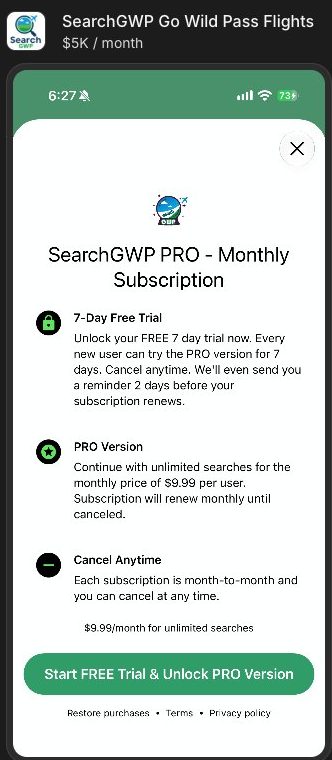 Search
GWP
SearchGWP Go Wild Pass Flights
$5K / month
6:27
73
GWP
SearchGWP PRO - Monthly
Subscription
7-Day Free Trial
Unlock your FREE 7 day trial now. Every
new user can try the PRO version for 7
days. Cancel anytime. We'll even send you
a reminder 2 days before your
subscription renews.
PRO Version
Continue with unlimited searches for the
monthly price of $9.99 per user.
Subscription will renew monthly until
canceled.
Cancel Anytime
Each subscription is month-to-month and
you can cancel at any time.
$9.99/month for unlimited searches
Start FREE Trial & Unlock PRO Version
Restore purchases • Terms • Privacy policy